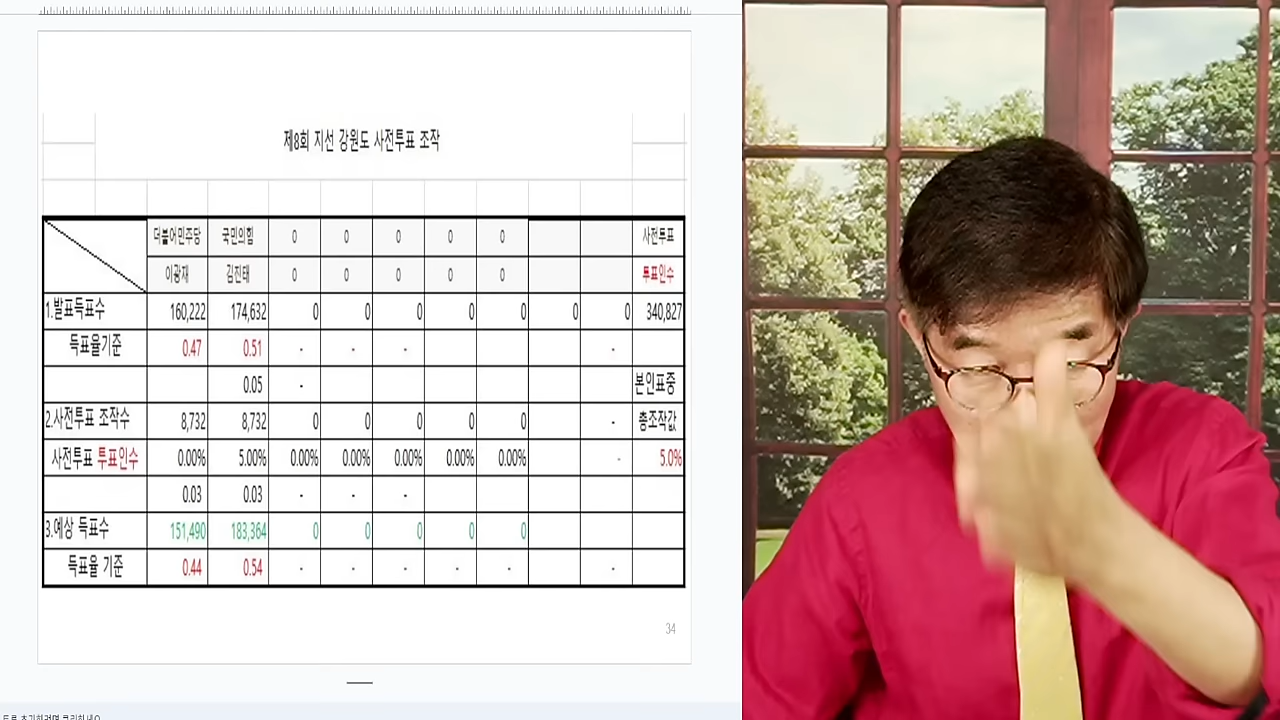 제8회 지선 강원도 사전투표 조작
더불어민주당 국민의힘 0 0 0 0 0 사전투표
이광재 김진태 0 0 0 0 0 투표인수
1.발표득표수 160,222 174,632 0 0 0 0 0 0 0 340,827
득표율기준 0.47 0.51 - - - -
0.05 - 본인표중
2.사전투표 조작수 8,732 8,732 0 0 0 0 0 - 총조작값
사전투표 투표인수 0.00% 5.00% 0.00% 0.00% 0.00% 0.00% 0.00% - 5.0%
0.03 0.03 - - -
3.예상 득표수 151,490 183,364 0 0 0 0 0
득표율 기준 0.44 0.54 - - - - - -
34